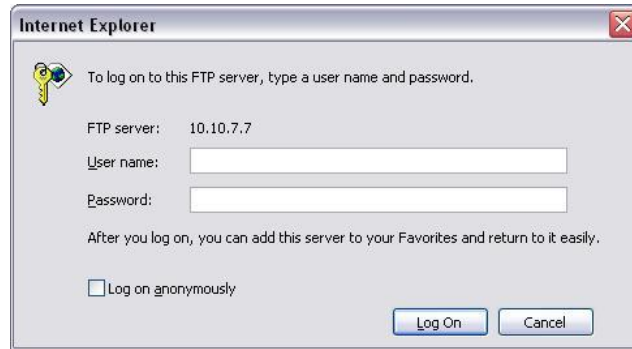 Internet Explorer
To log on to this FTP server, type a user name and password.
FTP server: 10.10.7.7
User name:
Password:
After you log on, you can add this server to your Favorites and return to it easily.
Log on anonymously
Log On Cancel